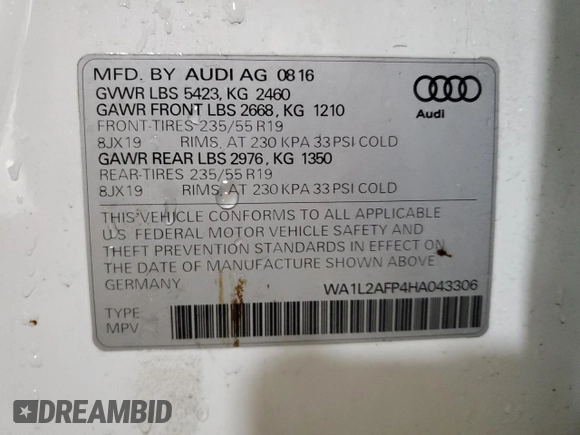 MFD. BY AUDI AG 08 16
GVWR LBS 5423, KG 2460
GAWR FRONT LBS 2668, KG 1210
FRONT-TIRES 235/55 R19
8JX19 RIMS, AT 230 KPA 33 PSI COLD
GAWR REAR LBS 2976, KG 1350
REAR-TIRES 235/55 R19
8JX19 RIMS, AT 230 KPA 33 PSI COLD
Audi
THIS VEHICLE CONFORMS TO ALL APPLICABLE
U.S. FEDERAL MOTOR VEHICLE SAFETY AND
THEFT PREVENTION STANDARDS IN EFFECT ON
THE DATE OF MANUFACTURE SHOWN ABOVE.
GERMANY
WA1L2AFP4HA043306
TYPE
MPV
DREAMBID